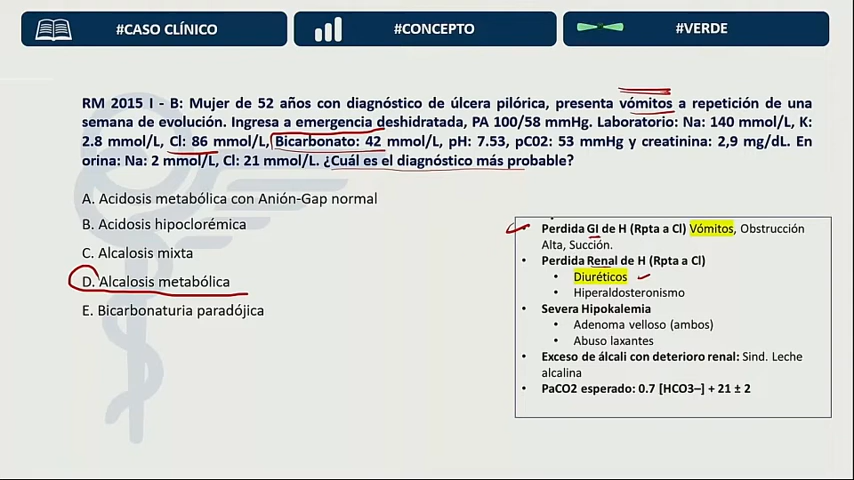 #CASO CLÍNICO
#CONCEPTO
#VERDE
RM 2015 I - B: Mujer de 52 años con diagnóstico de úlcera pilórica, presenta vómitos a repetición de una
semana de evolución. Ingresa a emergencia deshidratada, PA 100/58 mmHg. Laboratorio: Na: 140 mmol/L, K:
2.8 mmol/L, Cl: 86 mmol/L, Bicarbonato: 42 mmol/L, pH: 7.53, pC02: 53 mmHg y creatinina: 2,9 mg/dL. En
orina: Na: 2 mmol/L, Cl: 21 mmol/L. ¿Cuál es el diagnóstico más probable?
A. Acidosis metabólica con Anión-Gap normal
B. Acidosis hipoclorémica
C. Alcalosis mixta
D. Alcalosis metabólica
E. Bicarbonaturia paradójica
Perdida GI de H (Rpta a Cl) Vómitos, Obstrucción
Alta, Succión.
• Perdida Renal de H (Rpta a Cl)
• Diuréticos
• Hiperaldosteronismo
• Severa Hipokalemia
• Adenoma velloso (ambos)
• Abuso laxantes
• Exceso de álcali con deterioro renal: Sind. Leche
alcalina
• PaCO2 esperado: 0.7 [HCO3–] + 21 ± 2